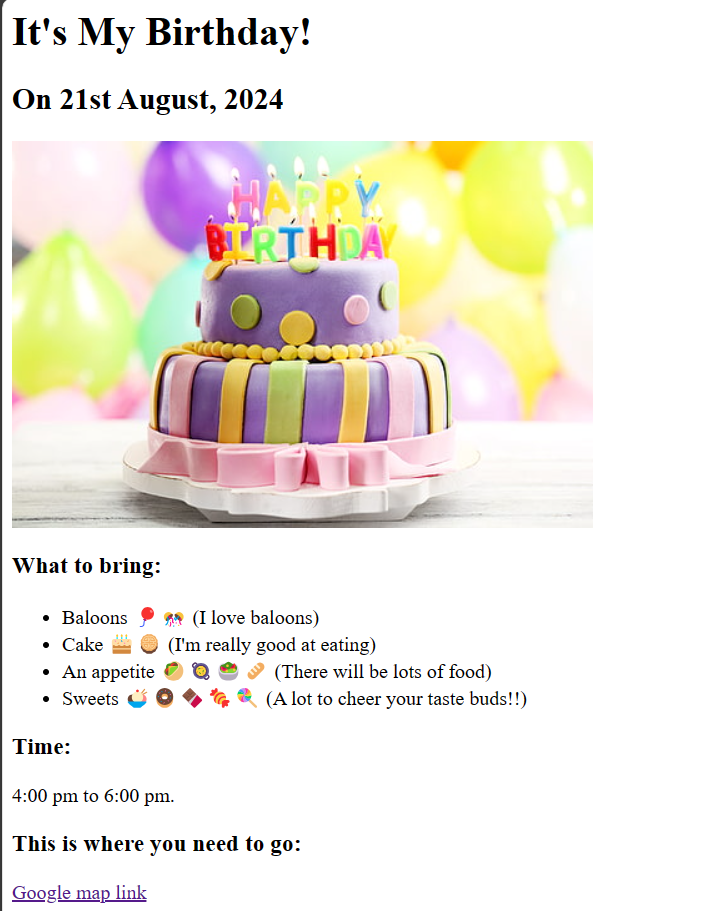 It's My Birthday!
On 21st August, 2024
HAPPY
BIRTHDAY
What to bring:
Baloons 🎈 🎊 (I love baloons)
Cake 🎂 🥮 (I'm really good at eating)
An appetite 🌮 🥘 🥗 🥖 (There will be lots of food)
Sweets 🍧 🍩 🍫 🍬 🍭 (A lot to cheer your taste buds!!)
Time:
4:00 pm to 6:00 pm.
This is where you need to go:
Google map link